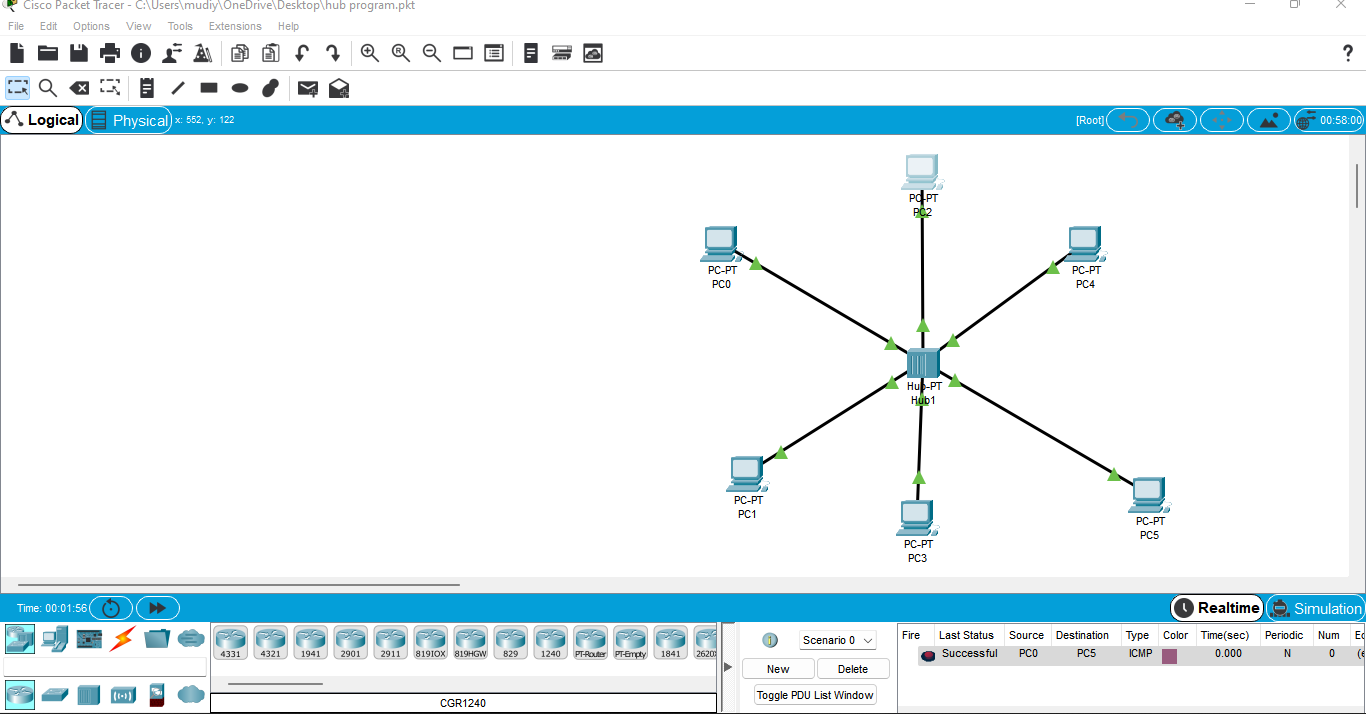 Cisco Packet Tracer - C:\Users\mudiy\OneDrive\Desktop\hub program.pkt
File Edit Options View Tools Extensions Help
?
Logical Physical x: 552, y: 122 [Root] 00:58:00
PC-PT
PC2
PC-PT
PC0
PC-PT
PC4
Hub-PT
Hub1
PC-PT
PC1
PC-PT
PC3
PC-PT
PC5
Time: 00:01:56 Realtime Simulation
4331 4321 1941 2901 2911 819IOX 819HGW 829 1240 PT-Router PT-Empty 1841 2620X
CGR1240
Scenario 0
New Delete
Toggle PDU List Window
Fire Last Status Source Destination Type Color Time(sec) Periodic Num Ec
Successful PC0 PC5 ICMP 0.000 N 0 (e